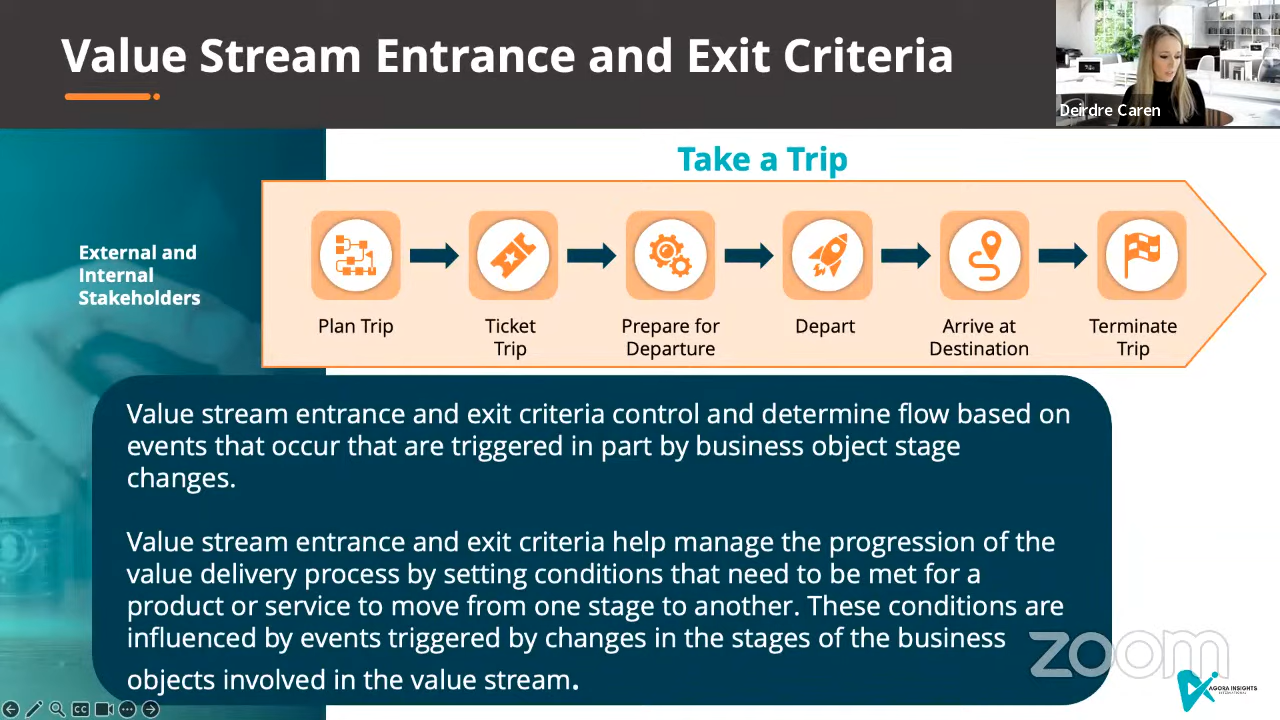 Value Stream Entrance and Exit Criteria
Deirdre Caren
Take a Trip
External and
Internal
Stakeholders
Plan Trip
Ticket
Trip
Prepare for
Departure
Depart
Arrive at
Destination
Terminate
Trip
Value stream entrance and exit criteria control and determine flow based on
events that occur that are triggered in part by business object stage
changes.
Value stream entrance and exit criteria help manage the progression of the
value delivery process by setting conditions that need to be met for a
product or service to move from one stage to another. These conditions are
influenced by events triggered by changes in the stages of the business
objects involved in the value stream.
zoom
AGORA INSIGHTS
INTERNATIONAL
CC